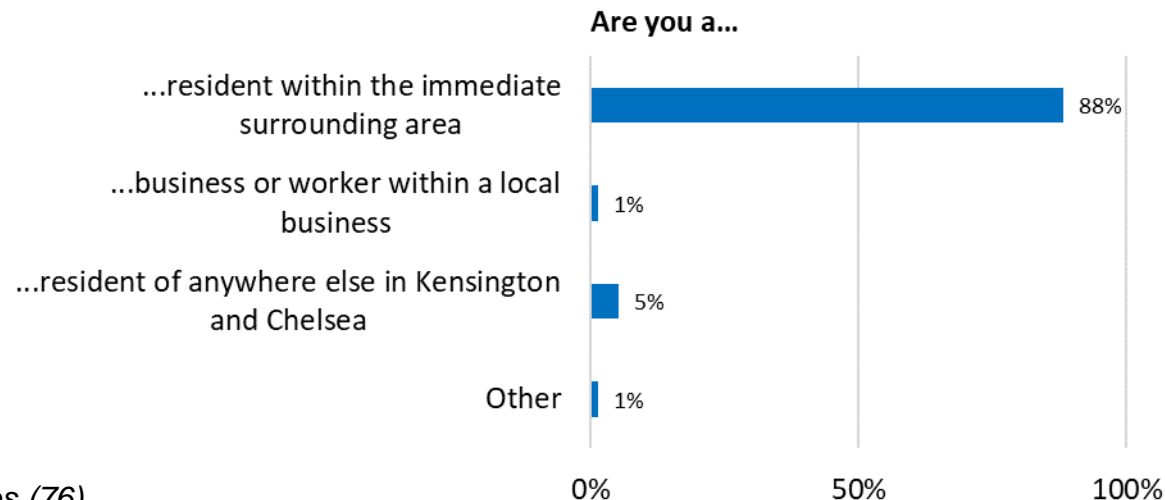 Are you a...
...resident within the immediate
surrounding area
88%
...business or worker within a local
business
1%
...resident of anywhere else in Kensington
and Chelsea
5%
Other
1%
0%
50%
100%
(76)